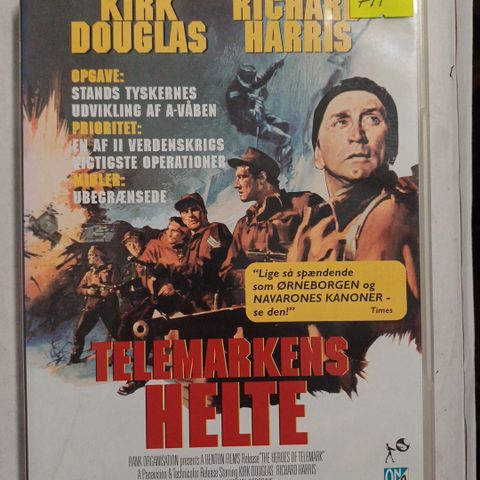 KIRK
DOUGLAS
RICHARD
HARRIS
OPGAVE:
STANDS TYSKERNES
UDVIKLING AF A-VÅBEN
PRIORITET:
EN AF II VERDENSKRIGS
VIGTIGSTE OPERATIONER
MIDLER:
UBEGRÆNSEDE
"Lige så spændende
som ØRNEBORGEN og
NAVARONES KANONER -
se den!"
Times
TELEMARKENS
HELTE
RANK ORGANISATION presents A BENTON FILMS Release "THE HEROES OF TELEMARK"
A Panavision & Technicolor Release Starring KIRK DOUGLAS RICHARD HARRIS